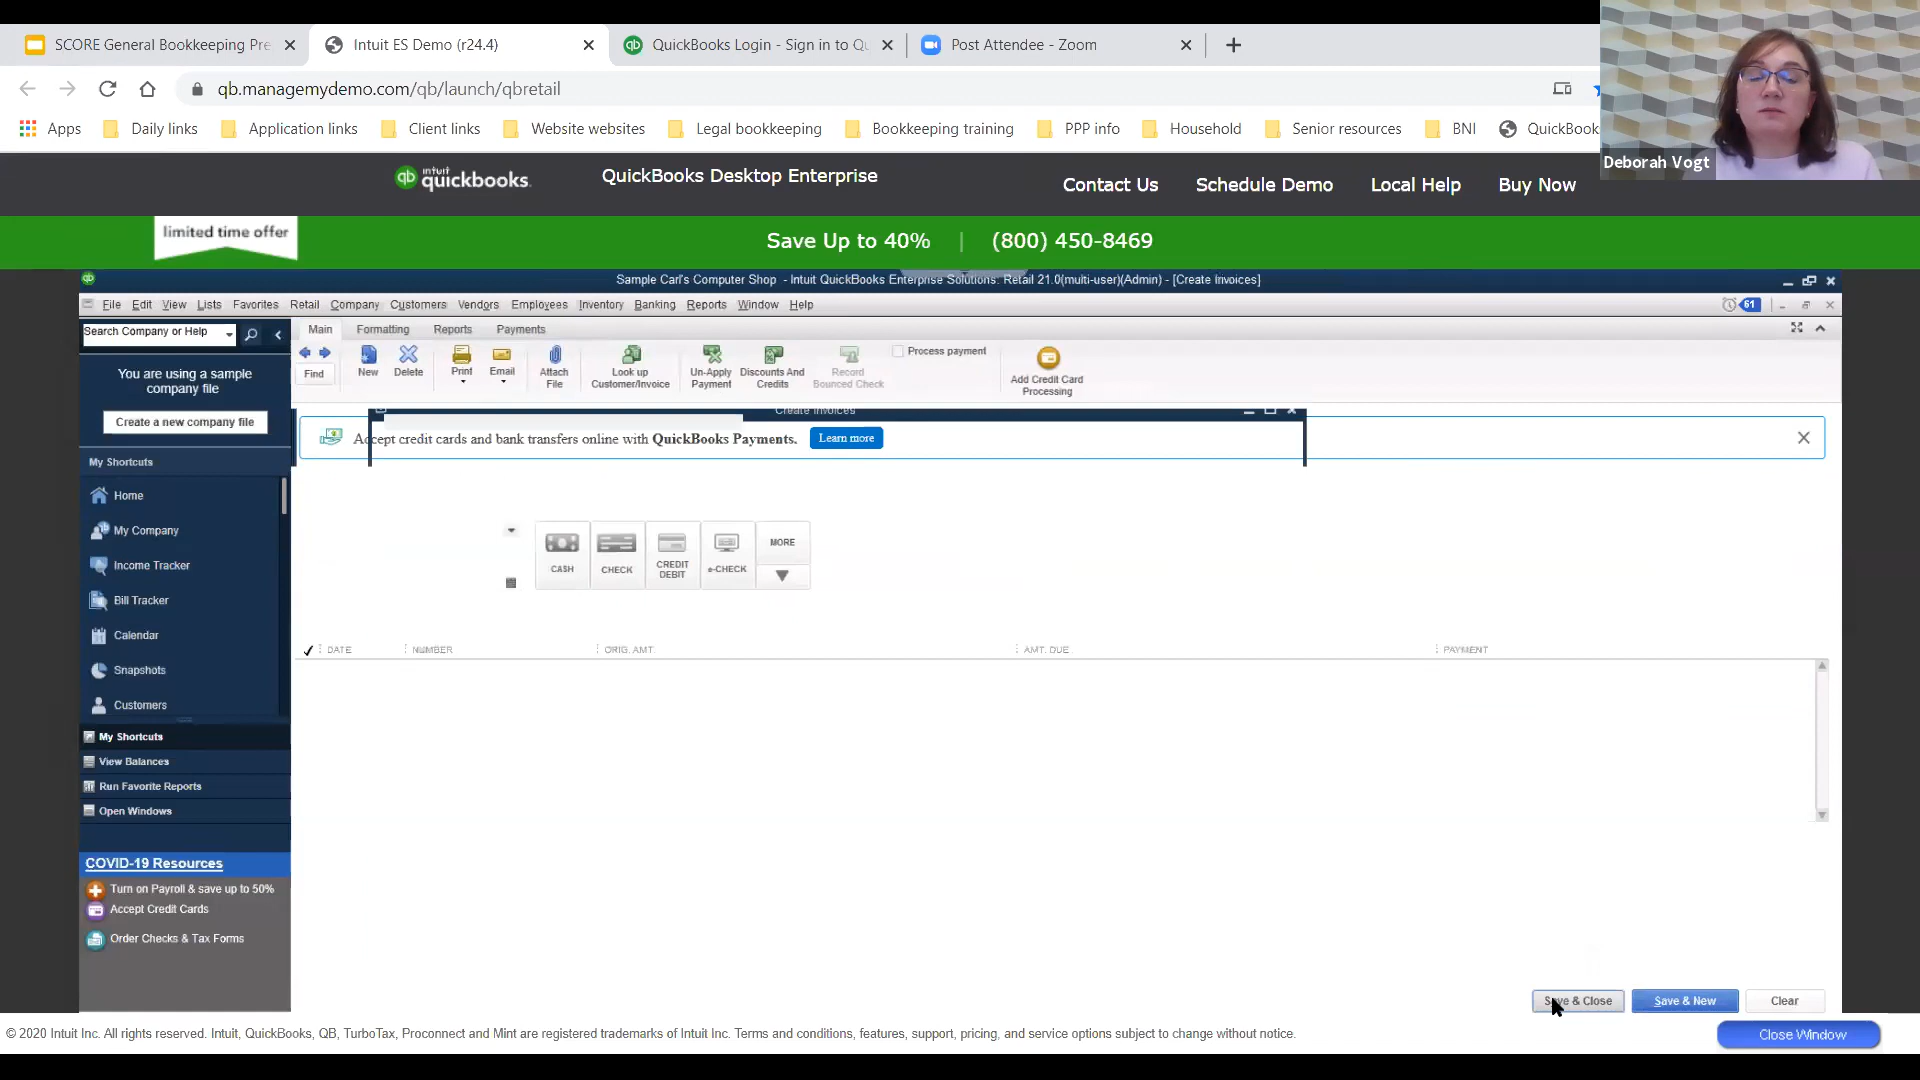 SCORE General Bookkeeping Pre
Intuit ES Demo (r24.4)
QuickBooks Login - Sign in to Qu
Post Attendee - Zoom
qb.managemydemo.com/qb/launch/qbretail
Apps
Daily links
Application links
Client links
Website websites
Legal bookkeeping
Bookkeeping training
PPP info
Household
Senior resources
BNI
QuickBook
Deborah Vogt
intuit
qb quickbooks.
QuickBooks Desktop Enterprise
Contact Us
Schedule Demo
Local Help
Buy Now
limited time offer
Save Up to 40% | (800) 450-8469
Sample Carl's Computer Shop - Intuit QuickBooks Enterprise Solutions: Retail 21.0(multi-user)(Admin) - [Create Invoices]
File Edit View Lists Favorites Retail Company Customers Vendors Employees Inventory Banking Reports Window Help
61
Search Company or Help
Main Formatting Reports Payments
You are using a sample
company file
Create a new company file
Find
New
Delete
Print
Email
Attach
File
Look up
Customer/Invoice
Un-Apply
Payment
Discounts And
Credits
Record
Bounced Check
Process payment
Add Credit Card
Processing
Create Invoices
Accept credit cards and bank transfers online with QuickBooks Payments.
Learn more
My Shortcuts
Home
My Company
Income Tracker
Bill Tracker
Calendar
Snapshots
Customers
CASH
CHECK
CREDIT
DEBIT
e-CHECK
MORE
DATE NUMBER ORIG. AMT. AMT. DUE PAYMENT
My Shortcuts
View Balances
Run Favorite Reports
Open Windows
COVID-19 Resources
Turn on Payroll & save up to 50%
Accept Credit Cards
Order Checks & Tax Forms
Save & Close
Save & New
Clear
© 2020 Intuit Inc. All rights reserved. Intuit, QuickBooks, QB, TurboTax, Proconnect and Mint are registered trademarks of Intuit Inc. Terms and conditions, features, support, pricing, and service options subject to change without notice.
Close Window